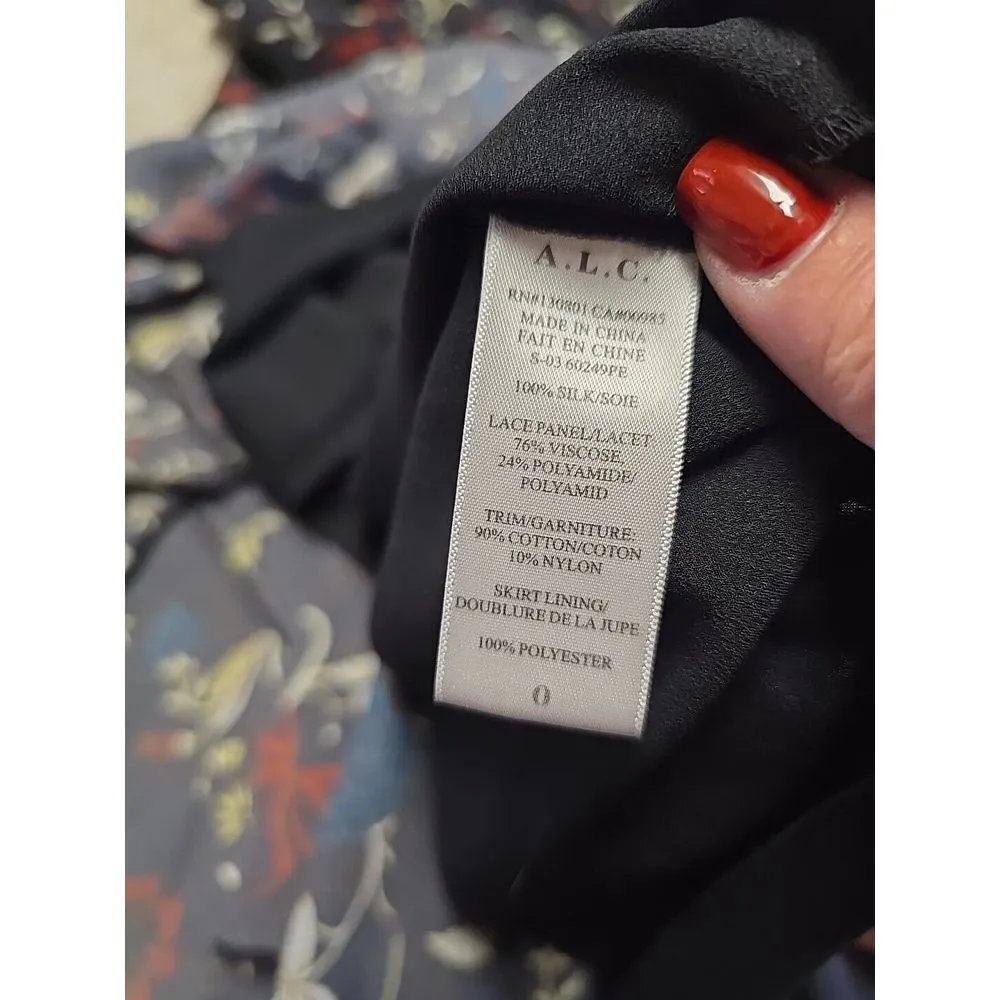 A.L.C.
RN#130801 CA#06985
MADE IN CHINA
FAIT EN CHINE
S-03 60249PE
100% SILK/SOIE
LACE PANEL/LACET
76% VISCOSE,
24% POLYAMIDE/
POLYAMID
TRIM/GARNITURE:
90% COTTON/COTON
10% NYLON
SKIRT LINING/
DOUBLURE DE LA JUPE
100% POLYESTER
0